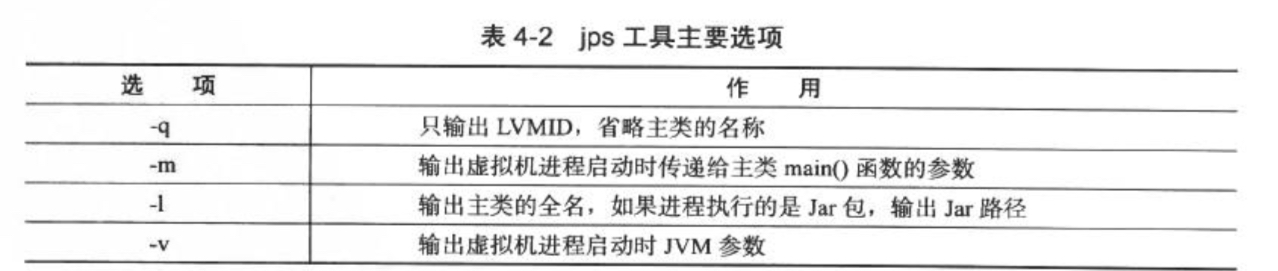 表 4-2 jps 工具主要选项
选 项 作 用
-q 只输出 LVMID，省略主类的名称
-m 输出虚拟机进程启动时传递给主类 main() 函数的参数
-l 输出主类的全名，如果进程执行的是 Jar 包，输出 Jar 路径
-v 输出虚拟机进程启动时 JVM 参数